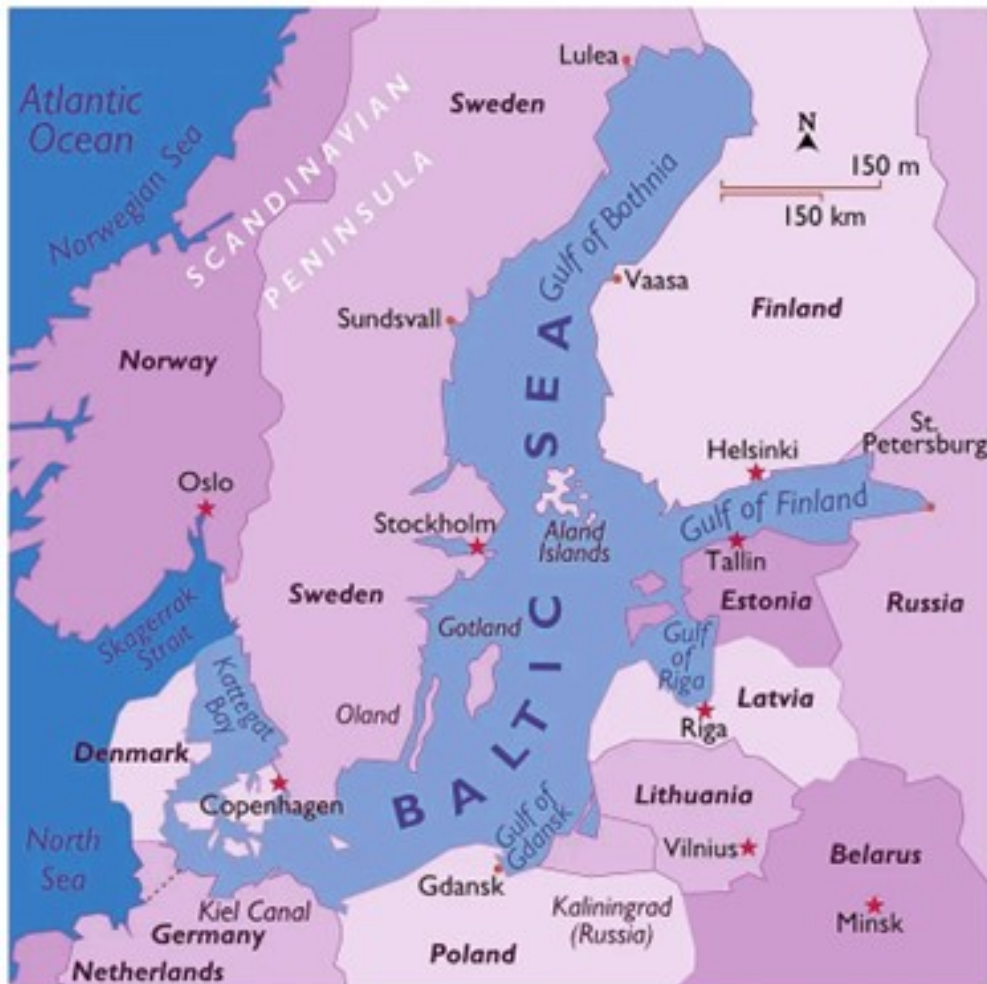 Lulea
Atlantic
Ocean
Sweden
SCANDINAVIAN
PENINSULA
N
150 m
150 km
Norwegian Sea
Gulf of Bothnia
Vaasa
Finland
Sundsvall
Norway
BALTIC SEA
St.
Petersburg
Helsinki
Oslo
Gulf of Finland
Stockholm
Aland
Islands
Tallin
Sweden
Estonia
Russia
Skagerrak
Strait
Gotland
Gulf
of
Riga
Kattegat
Bay
Oland
Latvia
Riga
Denmark
Copenhagen
Lithuania
Gulf of
Gdansk
Vilnius
Belarus
North
Sea
Gdansk
Kiel Canal
Kaliningrad
(Russia)
Minsk
Germany
Poland
Netherlands